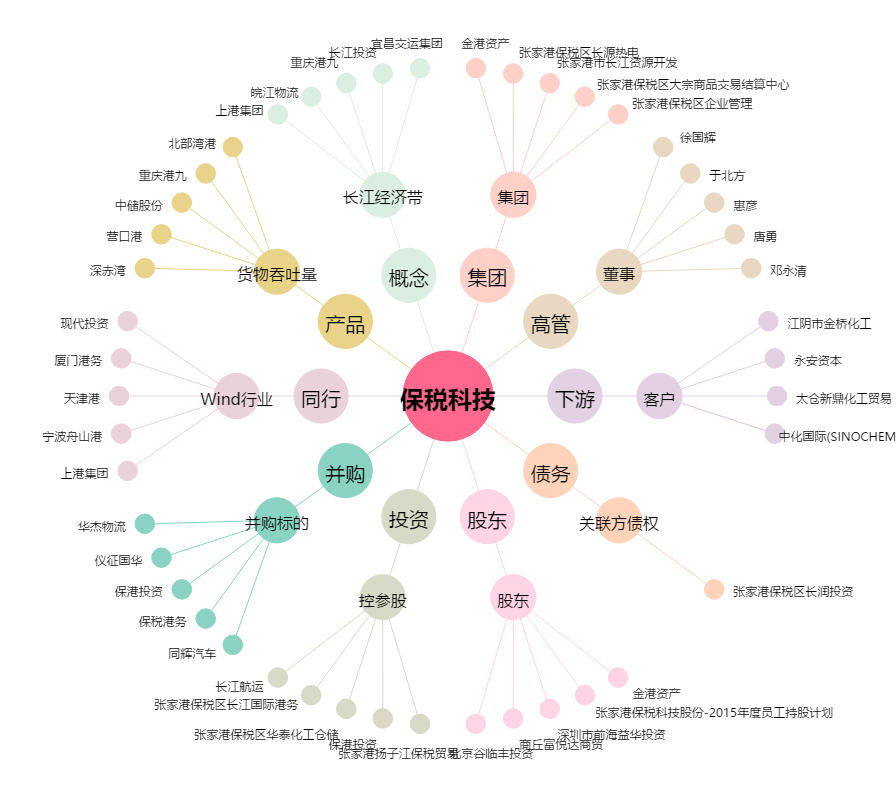 宜昌交运集团
长江投资
重庆港九
皖江物流
上港集团
长江经济带
概念
金港资产
张家港保税区长源热电
张家港市长江资源开发
张家港保税区大宗商品交易结算中心
张家港保税区企业管理
集团
集团
徐国辉
于北方
惠彦
唐勇
邓永清
董事
高管
北部湾港
重庆港九
中储股份
营口港
深赤湾
货物吞吐量
产品
现代投资
厦门港务
天津港
宁波舟山港
上港集团
Wind行业
同行
保税科技
下游
客户
江阴市金桥化工
永安资本
太仓新鼎化工贸易
中化国际(SINOCHEM
并购
并购标的
华杰物流
仪征国华
保港投资
保税港务
同辉汽车
投资
控参股
长江航运
张家港保税区长江国际港务
张家港保税区华泰化工仓储
保港投资
张家港扬子江保税贸易
股东
股东
金港资产
张家港保税科技股份-2015年度员工持股计划
深圳市前海益华投资
商丘富悦达商贸
北京谷临丰投资
债务
关联方债权
张家港保税区长润投资